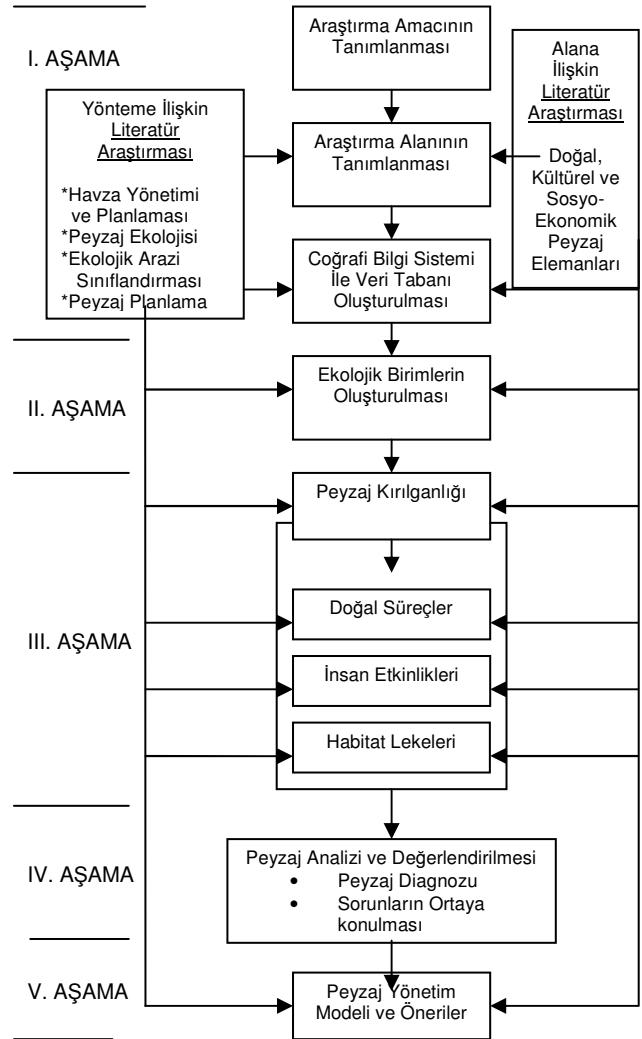 I. AŞAMA
Araştırma Amacının
Tanımlanması
Yönteme İlişkin
Literatür
Araştırması
*Havza Yönetimi
ve Planlaması
*Peyzaj Ekolojisi
*Ekolojik Arazi
Sınıflandırması
*Peyzaj Planlama
Araştırma Alanının
Tanımlanması
Alana
İlişkin
Literatür
Araştırması
Doğal,
Kültürel ve
Sosyo-
Ekonomik
Peyzaj
Elemanları
Coğrafi Bilgi Sistemi
İle Veri Tabanı
Oluşturulması
II. AŞAMA
Ekolojik Birimlerin
Oluşturulması
III. AŞAMA
Peyzaj Kırılganlığı
Doğal Süreçler
İnsan Etkinlikleri
Habitat Lekeleri
IV. AŞAMA
Peyzaj Analizi ve Değerlendirilmesi
• Peyzaj Diagnozu
• Sorunların Ortaya
konulması
V. AŞAMA
Peyzaj Yönetim
Modeli ve Öneriler